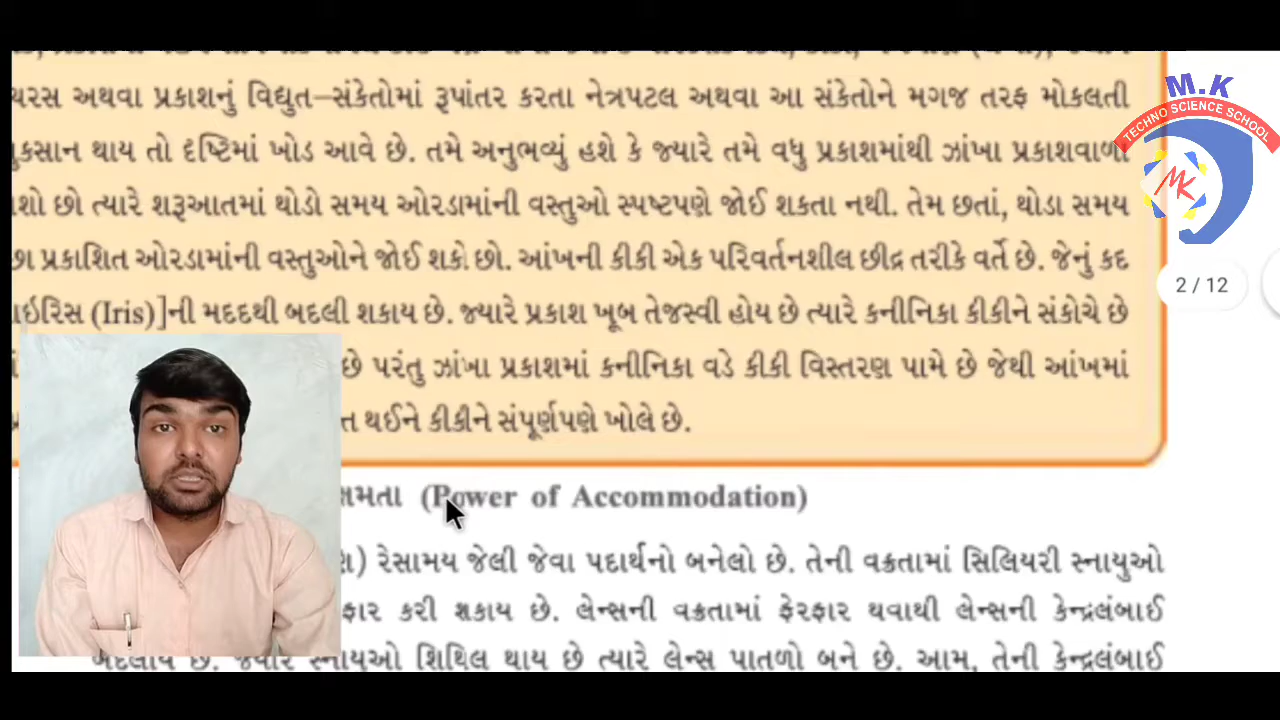 યરસ અથવા પ્રકાશનું વિદ્યુત–સંકેતોમાં રૂપાંતર કરતા નેત્રપટલ અથવા આ સંકેતોને મગજ તરફ મોકલતી
નુકસાન થાય તો દૃષ્ટિમાં ખોડ આવે છે. તમે અનુભવ્યું હશે કે જ્યારે તમે વધુ પ્રકાશમાંથી ઝાંખા પ્રકાશવાળા
શો છો ત્યારે શરૂઆતમાં થોડો સમય ઓરડામાંની વસ્તુઓ સ્પષ્ટપણે જોઈ શકતા નથી. તેમ છતાં, થોડા સમય
છા પ્રકાશિત ઓરડામાંની વસ્તુઓને જોઈ શકો છો. આંખની કીકી એક પરિવર્તનશીલ છીદ્ર તરીકે વર્તે છે. જેનું કદ
આઇરિસ (Iris)]ની મદદથી બદલી શકાય છે. જ્યારે પ્રકાશ ખૂબ તેજસ્વી હોય છે ત્યારે કનીનિકા કીકીને સંકોચે છે
છે પરંતુ ઝાંખા પ્રકાશમાં કનીનિકા વડે કીકી વિસ્તરણ પામે છે જેથી આંખમાં
ત થઈને કીકીને સંપૂર્ણપણે ખોલે છે.
ક્ષમતા (Power of Accommodation)
રેસામય જેલી જેવા પદાર્થનો બનેલો છે. તેની વક્રતામાં સિલિયરી સ્નાયુઓ
ફાર કરી શકાય છે. લેન્સની વક્રતામાં ફેરફાર થવાથી લેન્સની કેન્દ્રલંબાઈ
બદલાય છે. જ્યારે સ્નાયુઓ શિથિલ થાય છે ત્યારે લેન્સ પાતળો બને છે. આમ, તેની કેન્દ્રલંબાઈ
M.K
TECHNO SCIENCE SCHOOL
MK
2 / 12